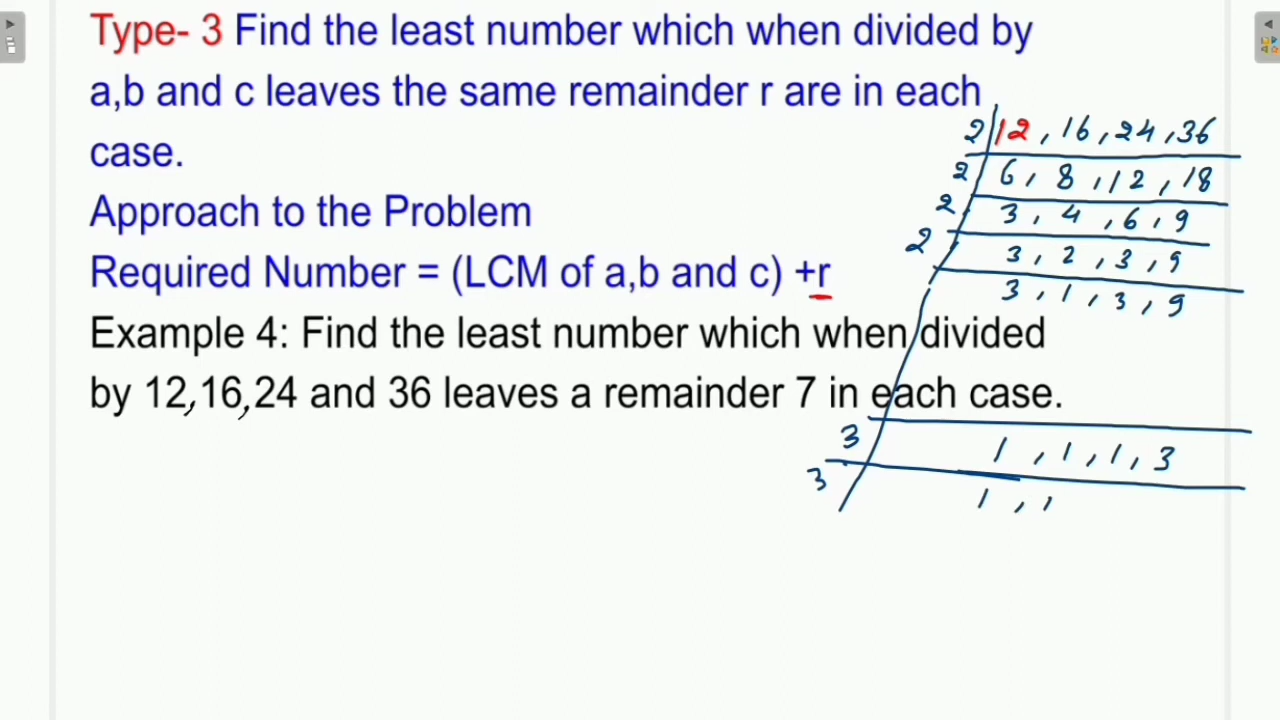 Type- 3 Find the least number which when divided by
a,b and c leaves the same remainder r are in each
case.
Approach to the Problem
Required Number = (LCM of a,b and c) +r
Example 4: Find the least number which when divided
by 12,16,24 and 36 leaves a remainder 7 in each case.
2 12, 16, 24, 36
2 6, 8, 12, 18
2 3, 4, 6, 9
2 3, 2, 3, 9
3, 1, 3, 9
3 1, 1, 1, 3
3 1, 1